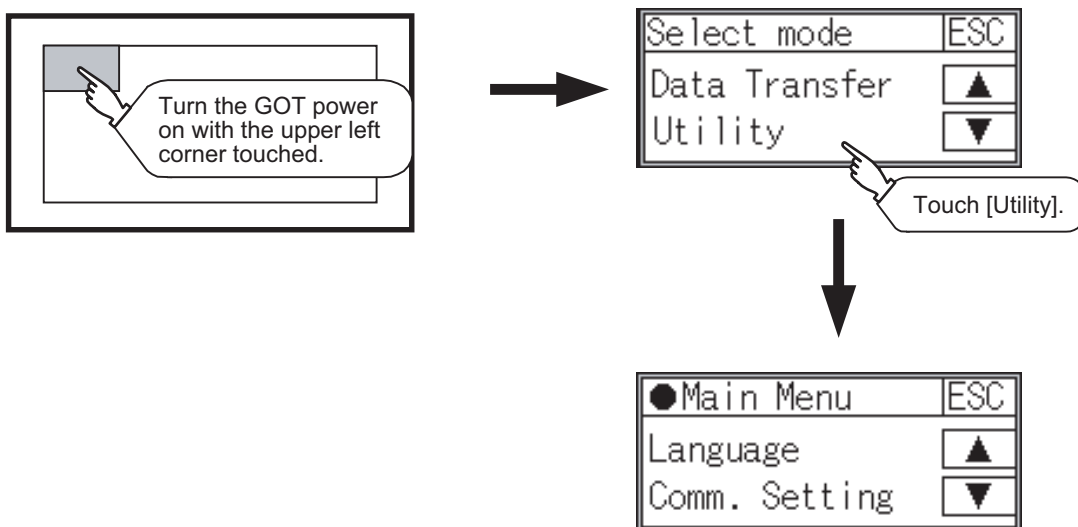 Turn the GOT power
on with the upper left
corner touched.
Select mode ESC
Data Transfer ▲
Utility ▼
Touch [Utility].
●Main Menu ESC
Language ▲
Comm. Setting ▼